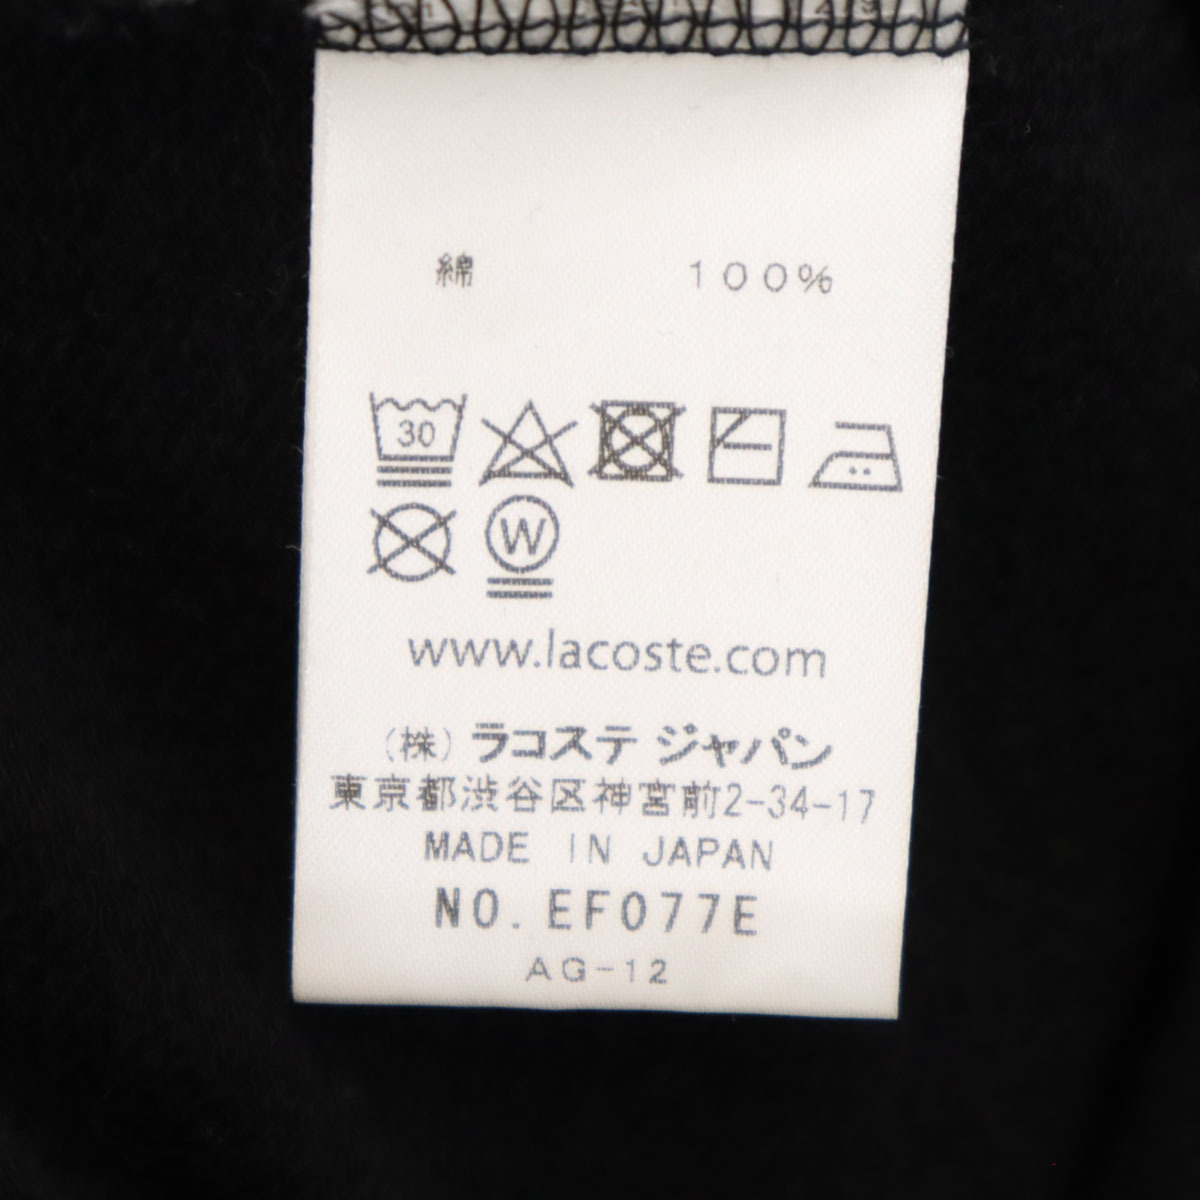 綿 100%
30
W
www.lacoste.com
(株) ラコステ ジャパン
東京都渋谷区神宮前2-34-17
MADE IN JAPAN
NO. EF077E
AG-12